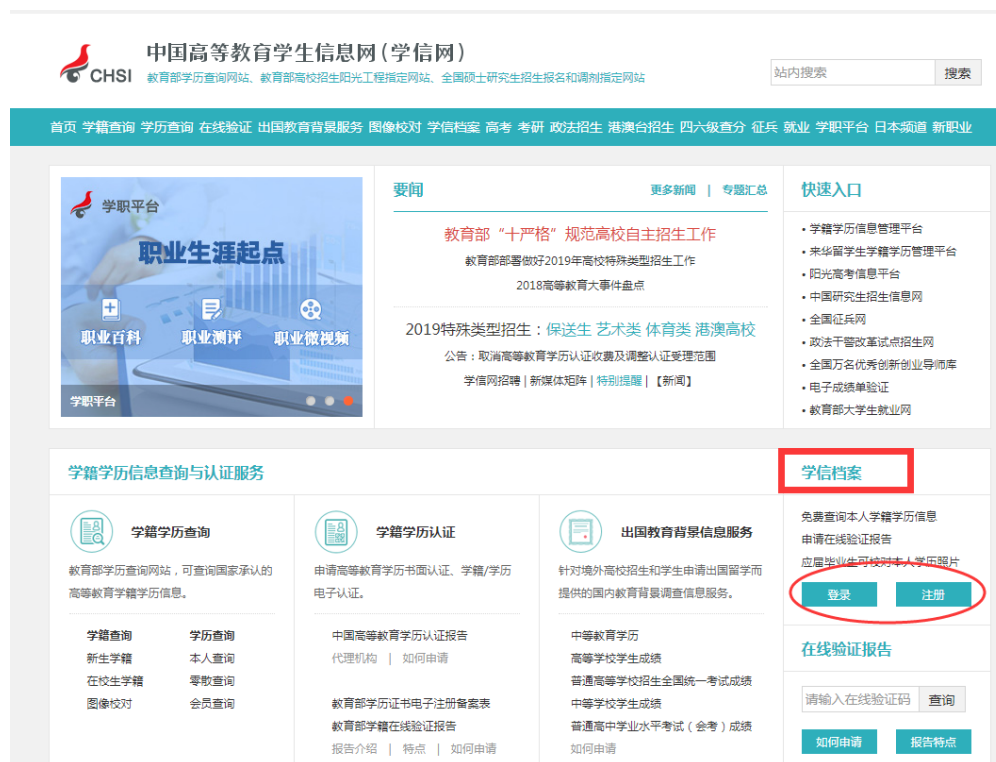 CHSI
中国高等教育学生信息网(学信网)
教育部学历查询网站、教育部高校招生阳光工程指定网站、全国硕士研究生招生报名和调剂指定网站
站内搜索 搜索
首页 学籍查询 学历查询 在线验证 出国教育背景服务 图像校对 学信档案 高考 考研 政法招生 港澳台招生 四六级查分 征兵 就业 学职平台 日本频道 新职业
学职平台
职业生涯起点
职业百科 职业测评 职业微视频
学职平台
要闻 更多新闻 | 专题汇总
教育部“十严格”规范高校自主招生工作
教育部部署做好2019年高校特殊类型招生工作
2018高等教育大事件盘点
2019特殊类型招生:保送生 艺术类 体育类 港澳高校
公告:取消高等教育学历认证收费及调整认证受理范围
学信网招聘 | 新媒体矩阵 | 特别提醒 | 【新闻】
快速入口
• 学籍学历信息管理平台
• 来华留学生学籍学历管理平台
• 阳光高考信息平台
• 中国研究生招生信息网
• 全国征兵网
• 政法干警改革试点招生网
• 全国万名优秀创新创业导师库
• 电子成绩单验证
• 教育部大学生就业网
学籍学历信息查询与认证服务
学籍学历查询
教育部学历查询网站,可查询国家承认的
高等教育学籍学历信息。
学籍查询 学历查询
新生学籍 本人查询
在校生学籍 零散查询
图像校对 会员查询
学籍学历认证
申请高等教育学历书面认证、学籍/学历
电子认证。
中国高等教育学历认证报告
代理机构 | 如何申请
教育部学历证书电子注册备案表
教育部学籍在线验证报告
报告介绍 | 特点 | 如何申请
出国教育背景信息服务
针对境外高校招生和学生申请出国留学而
提供的国内教育背景调查信息服务。
中等教育学历
高等学校学生成绩
普通高等学校招生全国统一考试成绩
中等学校学生成绩
普通高中学业水平考试(会考)成绩
如何申请
学信档案
免费查询本人学籍学历信息
申请在线验证报告
应届毕业生可校对本人学历照片
登录 注册
在线验证报告
请输入在线验证码 查询
如何申请 报告特点